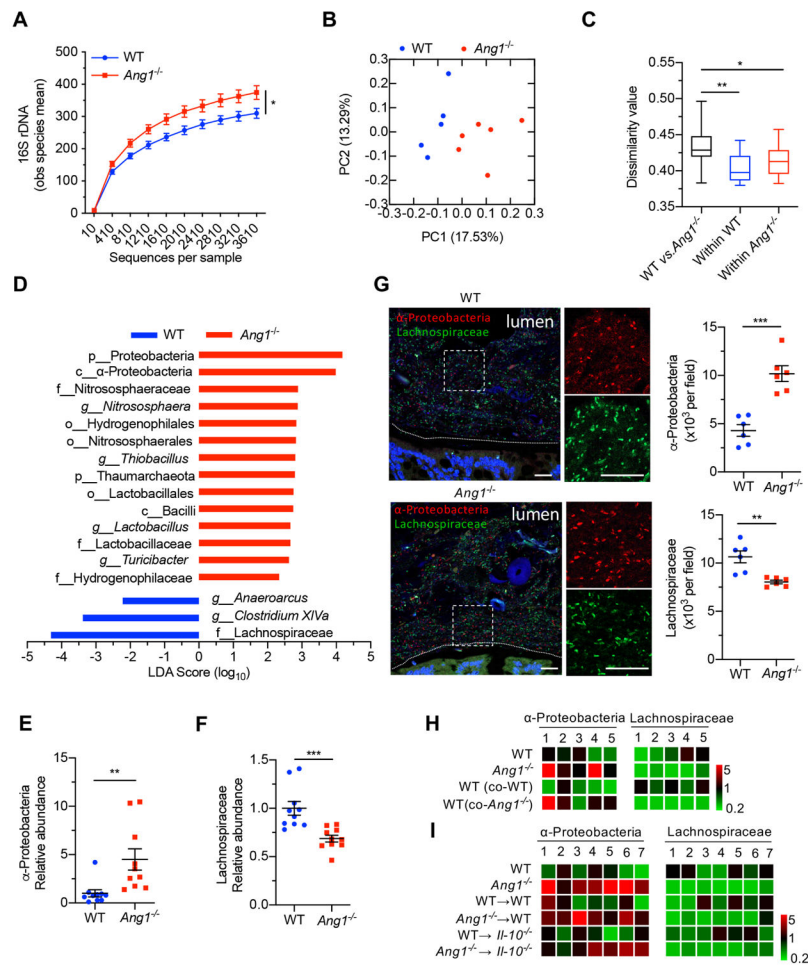 A
WT
Ang1-/-
16S rDNA
(obs species mean)
500
400
300
200
100
0
*
10
410
810
1210
1610
2010
2410
2810
3210
3610
Sequences per sample
B
WT
Ang1-/-
PC2 (13.29%)
0.3
0.2
0.1
0.0
-0.1
-0.2
-0.3
-0.3 -0.2 -0.1 0.0 0.1 0.2 0.3
PC1 (17.53%)
C
Dissimilarity value
0.55
0.50
0.45
0.40
0.35
*
**
WT vs.Ang1-/-
Within WT
Within Ang1-/-
D
WT
Ang1-/-
p__Proteobacteria
c__α-Proteobacteria
f__Nitrososphaeraceae
g__Nitrososphaera
o__Hydrogenophilales
o__Nitrososphaerales
g__Thiobacillus
p__Thaumarchaeota
o__Lactobacillales
c__Bacilli
g__Lactobacillus
f__Lactobacillaceae
g__Turicibacter
f__Hydrogenophilaceae
g__Anaeroarcus
g__Clostridium XIVa
f__Lachnospiraceae
-5 -4 -3 -2 -1 0 1 2 3 4 5
LDA Score (log10)
G
WT
α-Proteobacteria
Lachnospiraceae
lumen
Ang1-/-
α-Proteobacteria
Lachnospiraceae
lumen
α-Proteobacteria
(x10³ per field)
15
10
5
0
***
WT Ang1-/-
Lachnospiraceae
(x10³ per field)
15
10
5
0
**
WT Ang1-/-
E
α-Proteobacteria
Relative abundance
15
10
5
0
**
WT Ang1-/-
F
Lachnospiraceae
Relative abundance
1.5
1.0
0.75
0.5
0.0
***
WT Ang1-/-
H
α-Proteobacteria Lachnospiraceae
1 2 3 4 5 1 2 3 4 5
WT
Ang1-/-
WT (co-WT)
WT(co-Ang1-/-)
5
1
0.2
I
α-Proteobacteria Lachnospiraceae
1 2 3 4 5 6 7 1 2 3 4 5 6 7
WT
Ang1-/-
WT→WT
Ang1-/-→WT
WT→ Il-10-/-
Ang1-/-→ Il-10-/-
5
1
0.2